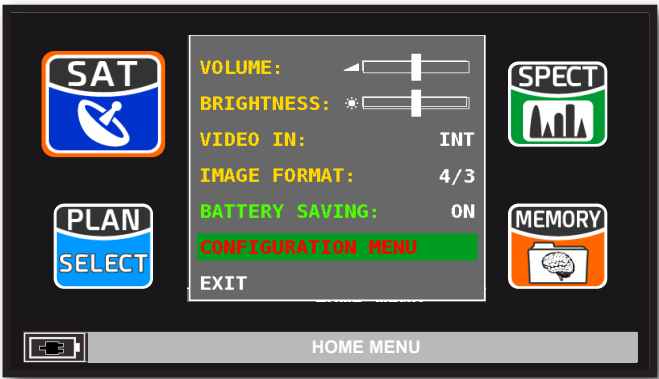 SAT
SPECT
PLAN
SELECT
MEMORY
VOLUME:
BRIGHTNESS:
VIDEO IN: INT
IMAGE FORMAT: 4/3
BATTERY SAVING: ON
CONFIGURATION MENU
EXIT
HOME MENU